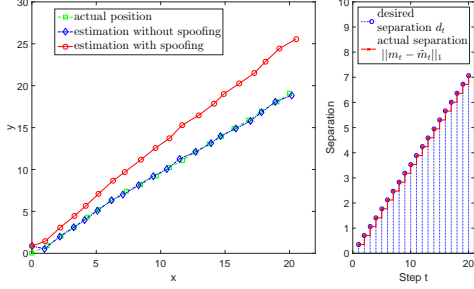 30
25
20
15
10
5
0
y
0
5
10
15
20
x
actual position
estimation without spoofing
estimation with spoofing
10
9
8
7
6
5
4
3
2
1
0
Separation
0
10
20
Step t
desired
separation $d_t$
actual separation
$||m_t - \tilde{m}_t||_1$